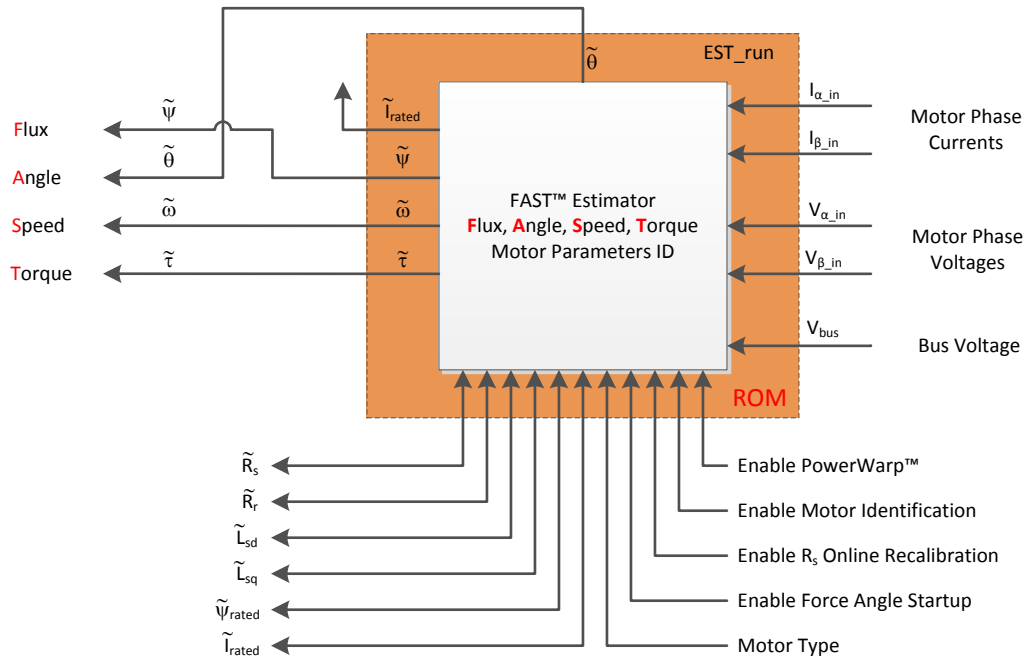 EST_run
θ̃
Ĩrated
ψ̃
ω̃
τ̃
Flux
ψ̃
Angle
θ̃
Speed
ω̃
Torque
τ̃
FAST™ Estimator
Flux, Angle, Speed, Torque
Motor Parameters ID
Iα_in
Iβ_in
Motor Phase
Currents
Vα_in
Vβ_in
Motor Phase
Voltages
Vbus
Bus Voltage
ROM
R̃s
R̃r
L̃sd
L̃sq
ψ̃rated
Ĩrated
Enable PowerWarp™
Enable Motor Identification
Enable Rs Online Recalibration
Enable Force Angle Startup
Motor Type